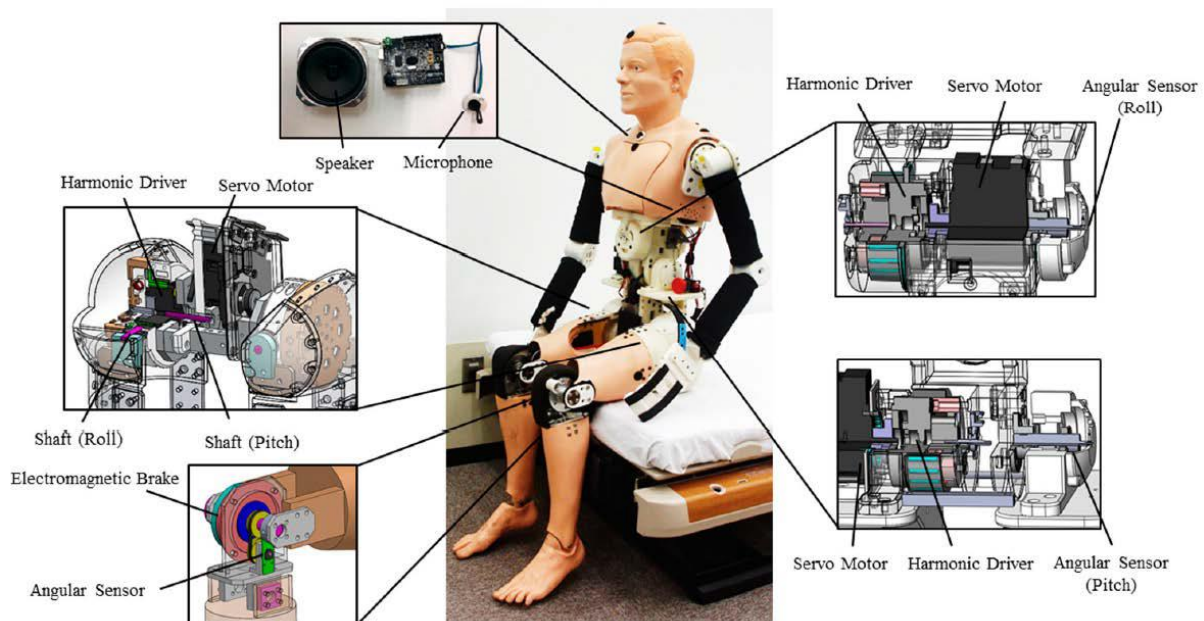 Speaker
Microphone
Harmonic Driver
Servo Motor
Angular Sensor
(Roll)
Harmonic Driver
Servo Motor
Shaft (Roll)
Shaft (Pitch)
Electromagnetic Brake
Angular Sensor
Servo Motor
Harmonic Driver
Angular Sensor
(Pitch)